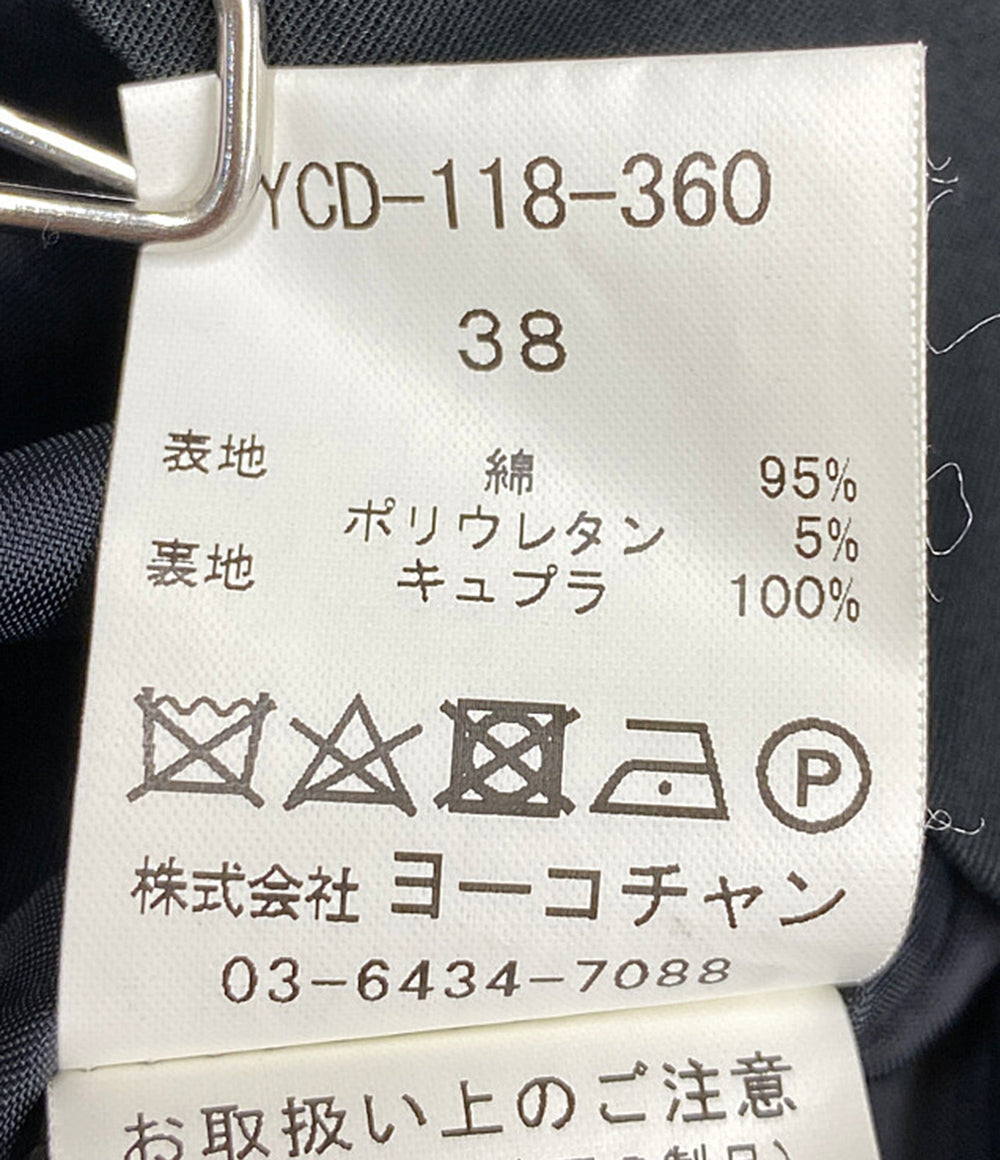 YCD-118-360
38
表地 綿 95%
ポリウレタン 5%
裏地 キュプラ 100%
P
株式会社 ヨーコチャン
03-6434-7088
お取扱い上のご注意
製品)